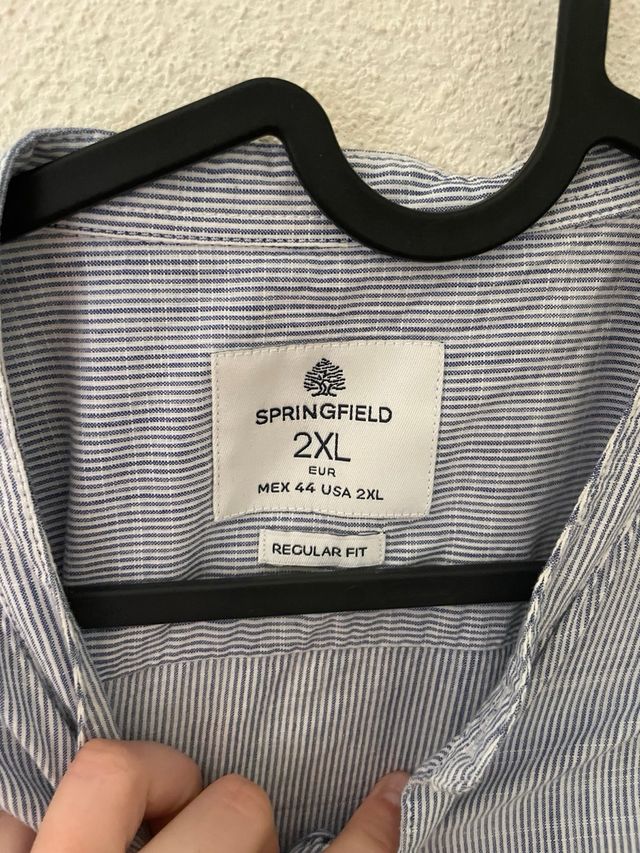 SPRINGFIELD
2XL
EUR
MEX 44 USA 2XL
REGULAR FIT